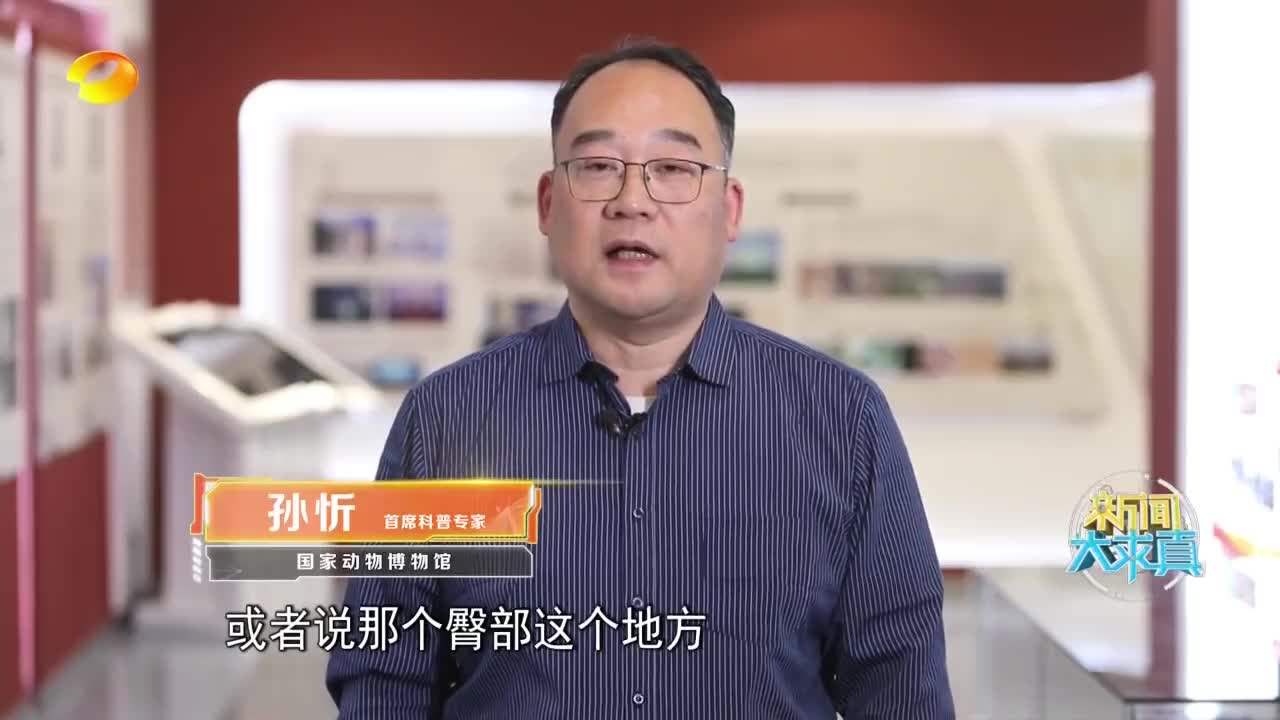 孙忻 首席科普专家
国家动物博物馆
新闻
大求真
或者说那个臀部这个地方